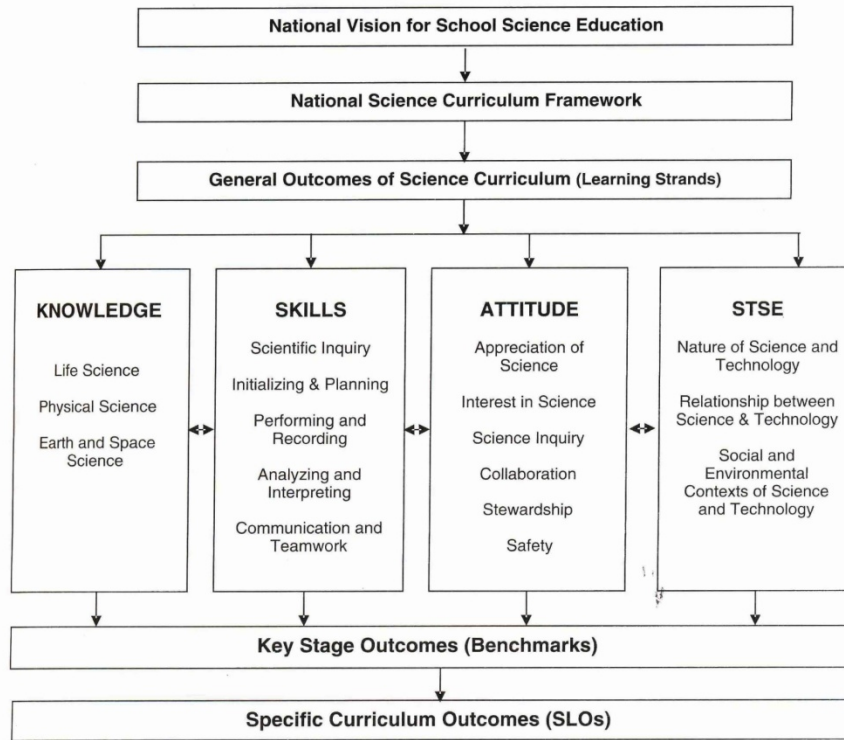 National Vision for School Science Education
National Science Curriculum Framework
General Outcomes of Science Curriculum (Learning Strands)
KNOWLEDGE
Life Science
Physical Science
Earth and Space
Science
SKILLS
Scientific Inquiry
Initializing & Planning
Performing and
Recording
Analyzing and
Interpreting
Communication and
Teamwork
ATTITUDE
Appreciation of
Science
Interest in Science
Science Inquiry
Collaboration
Stewardship
Safety
STSE
Nature of Science and
Technology
Relationship between
Science & Technology
Social and
Environmental
Contexts of Science
and Technology
Key Stage Outcomes (Benchmarks)
Specific Curriculum Outcomes (SLOs)